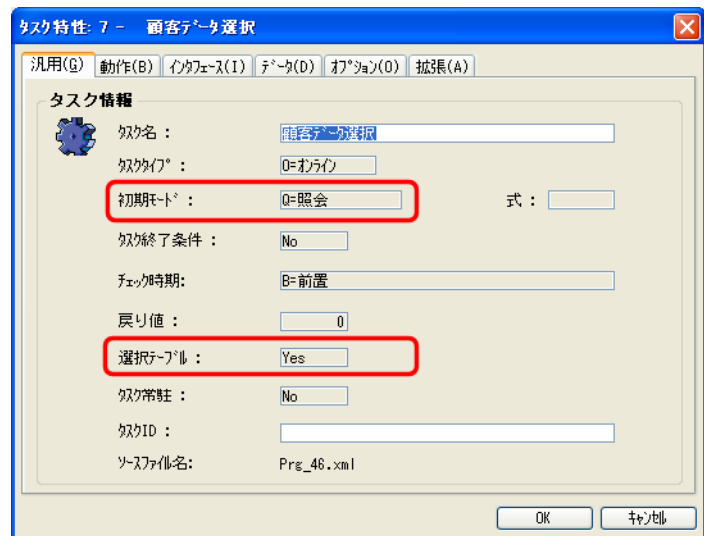 ﾀｽｸ特性: 7 - 顧客ﾃﾞｰﾀ選択
汎用(G) 動作(B) ｲﾝﾀﾌｪｰｽ(I) ﾃﾞｰﾀ(D) ｵﾌﾟｼｮﾝ(O) 拡張(A)
タスク情報
ﾀｽｸ名 : 顧客ﾃﾞｰﾀ選択
ﾀｽｸﾀｲﾌﾟ : O=ｵﾝﾗｲﾝ
初期ﾓｰﾄﾞ : Q=照会 式 :
ﾀｽｸ終了条件 : No
ﾁｪｯｸ時期: B=前置
戻り値 : 0
選択ﾃｰﾌﾞﾙ : Yes
ﾀｽｸ常駐 : No
ﾀｽｸID :
ｿｰｽﾌｧｲﾙ名: Prg_46.xml
OK ｷｬﾝｾﾙ